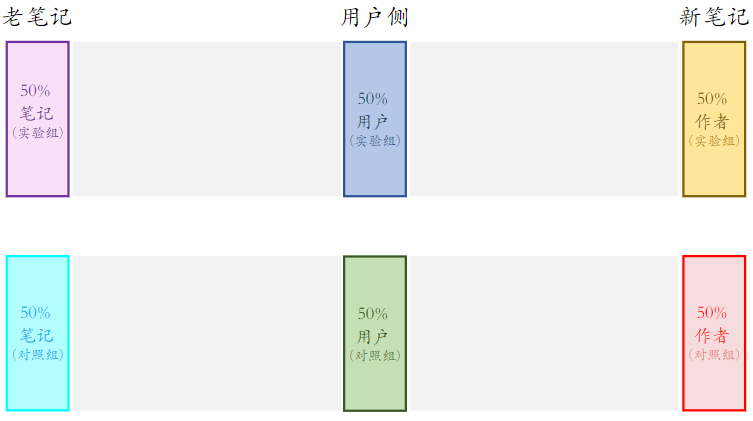 老笔记
用户侧
新笔记
50%
笔记
(实验组)
50%
用户
(实验组)
50%
作者
(实验组)
50%
笔记
(对照组)
50%
用户
(对照组)
50%
作者
(对照组)